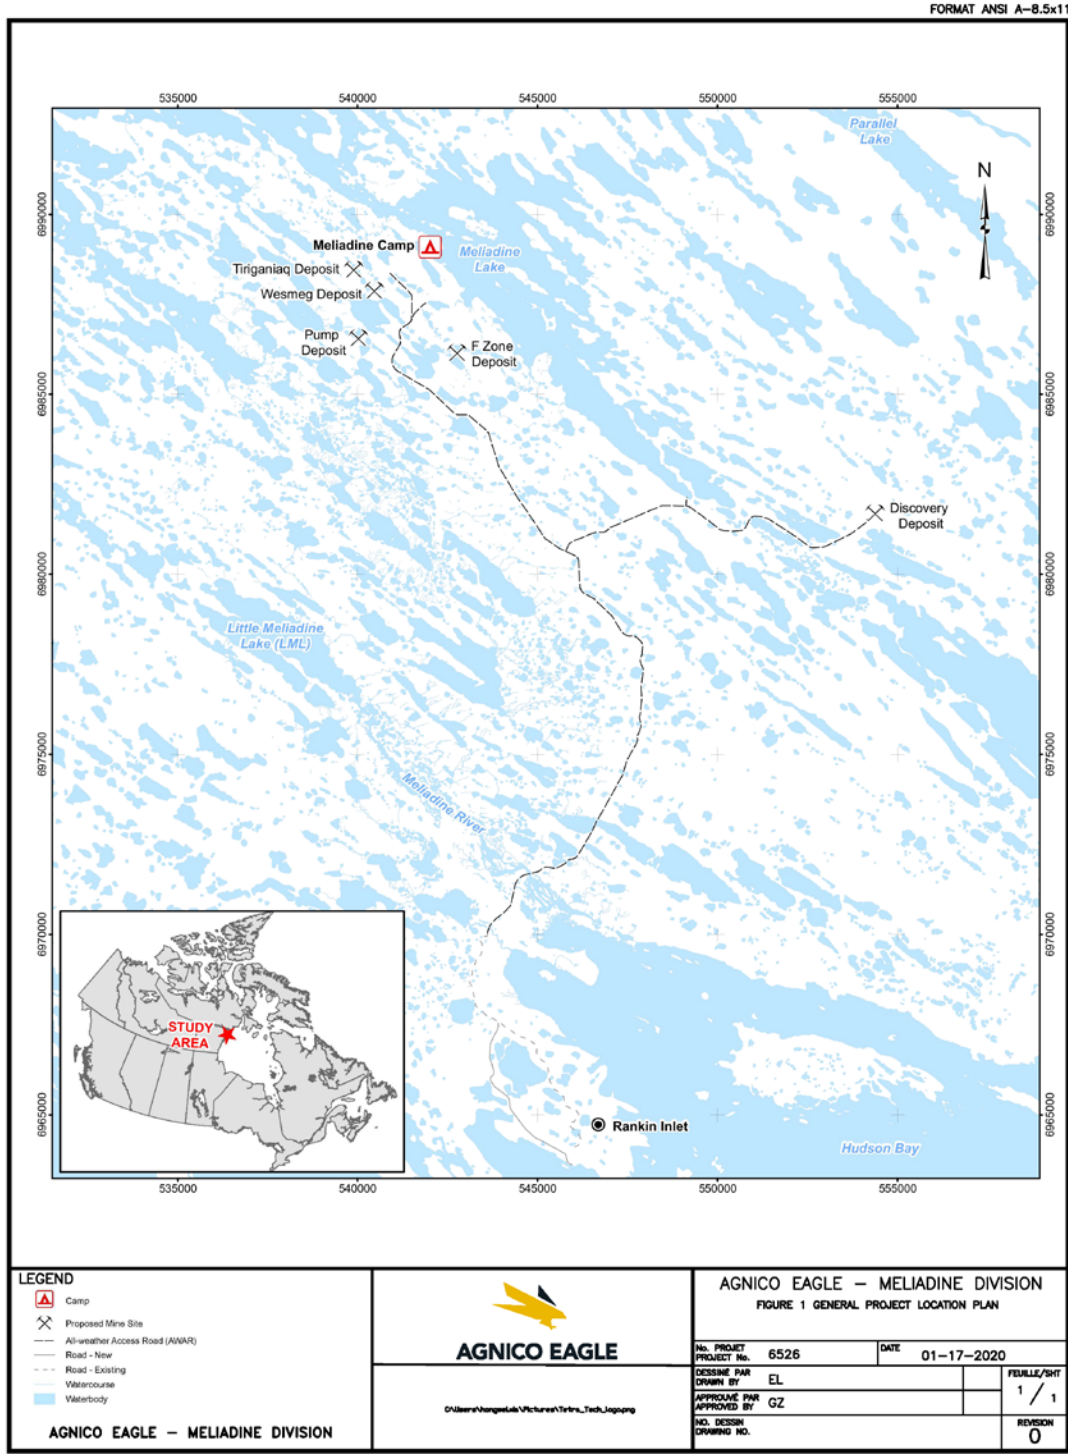 FORMAT ANSI A-8.5x11
535000 540000 545000 550000 555000
Parallel
Lake
N
6990000 6990000
Meliadine Camp
Meliadine
Lake
Tiriganiaq Deposit
Wesmeg Deposit
Pump
Deposit
F Zone
Deposit
6985000 6985000
Discovery
Deposit
6980000 6980000
Little Meliadine
Lake (LML)
6975000 6975000
Meliadine River
6970000 6970000
STUDY
AREA
6965000 6965000
Rankin Inlet
Hudson Bay
535000 540000 545000 550000 555000
LEGEND
Camp
Proposed Mine Site
All-weather Access Road (AWAR)
Road - New
Road - Existing
Watercourse
Waterbody
AGNICO EAGLE – MELIADINE DIVISION
AGNICO EAGLE
C:\Users\hongwei.xia\Pictures\Tetra_Tech_logo.png
AGNICO EAGLE – MELIADINE DIVISION
FIGURE 1 GENERAL PROJECT LOCATION PLAN
No. PROJET
PROJECT No. 6526
DATE 01-17-2020
DESSINÉ PAR
DRAWN BY EL
FEUILLE/SHT
1 / 1
APPROUVÉ PAR
APPROVED BY GZ
NO. DESSIN
DRAWING NO.
REVISION
0